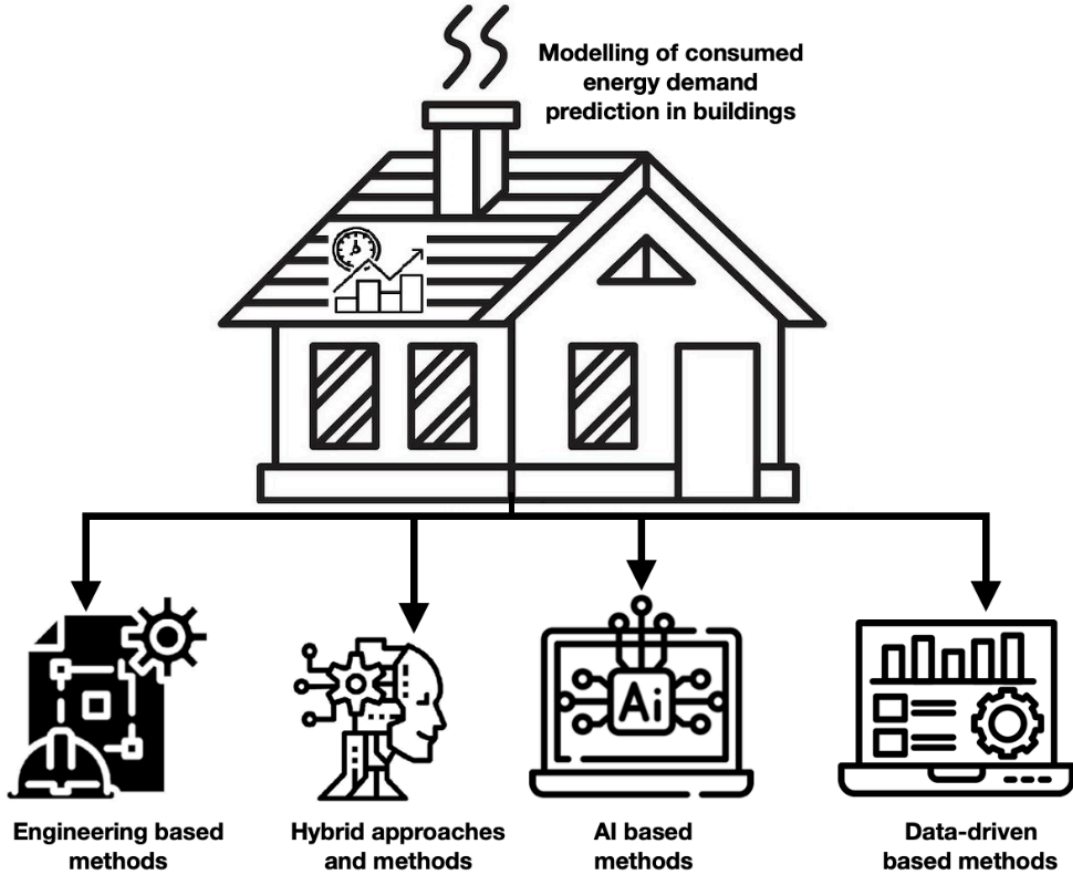 Modelling of consumed
energy demand
prediction in buildings
Ai
Engineering based
methods
Hybrid approaches
and methods
AI based
methods
Data-driven
based methods